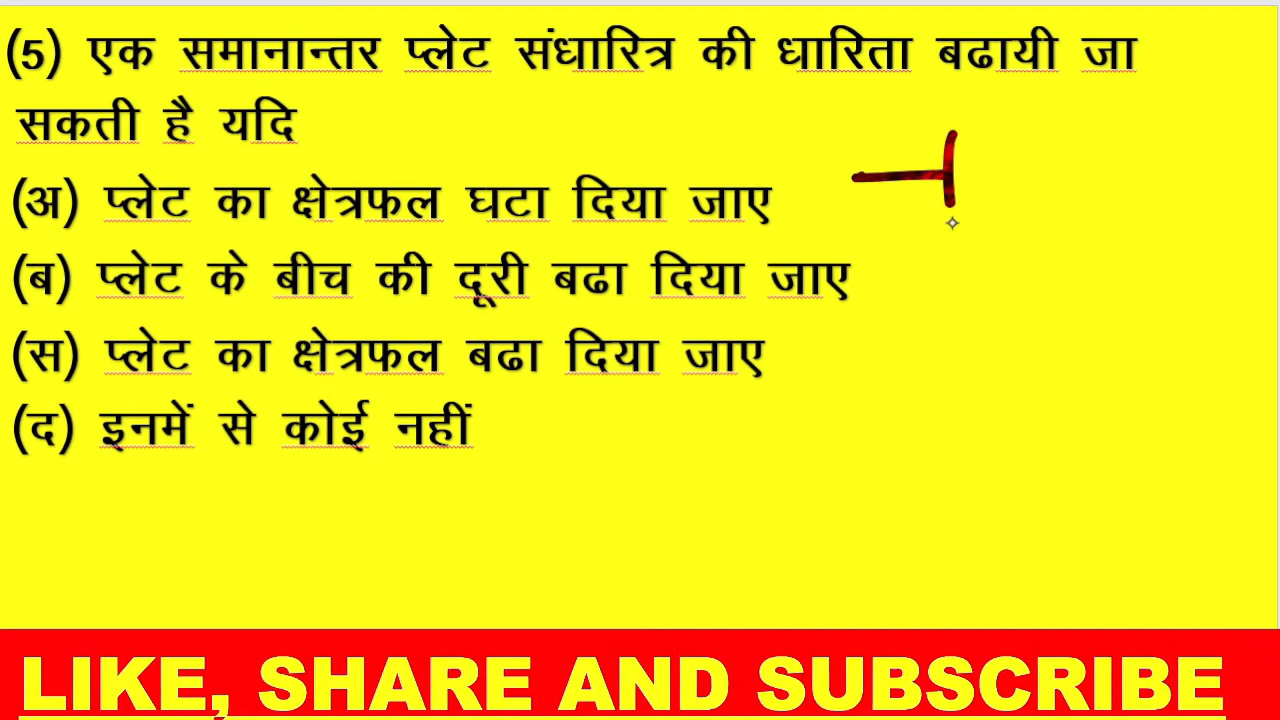 (5) एक समानान्तर प्लेट संधारित्र की धारिता बढायी जा
सकती है यदि
(अ) प्लेट का क्षेत्रफल घटा दिया जाए
(ब) प्लेट के बीच की दूरी बढा दिया जाए
(स) प्लेट का क्षेत्रफल बढा दिया जाए
(द) इनमें से कोई नहीं
LIKE, SHARE AND SUBSCRIBE